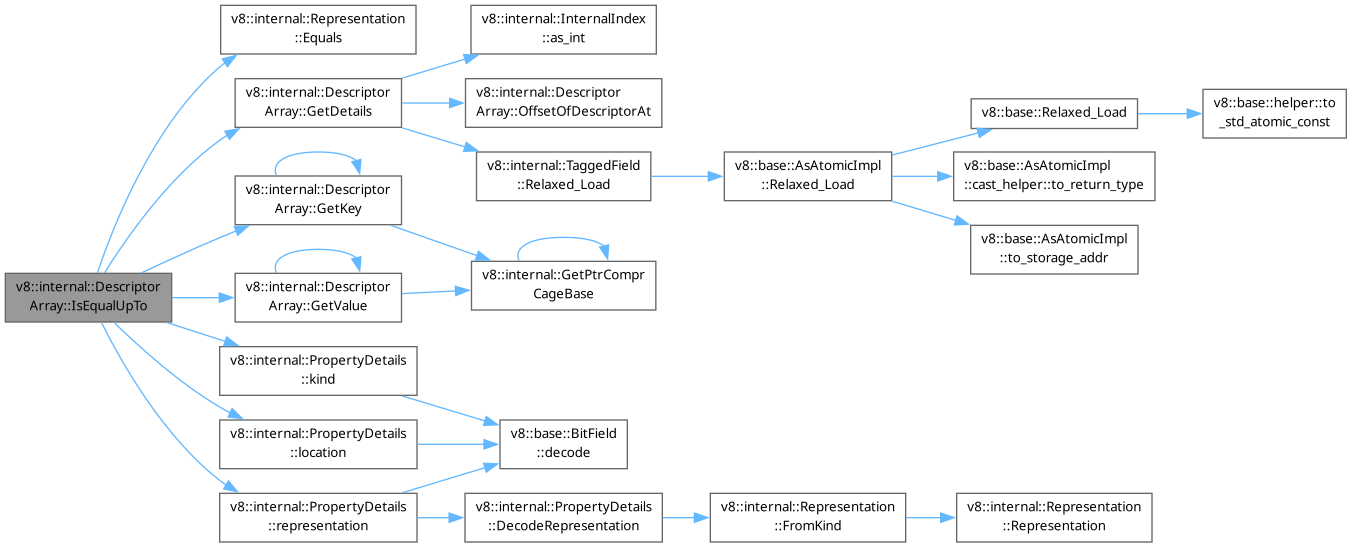 v8::internal::Representation
::Equals
v8::internal::InternalIndex
::as_int
v8::internal::Descriptor
Array::GetDetails
v8::internal::Descriptor
Array::OffsetOfDescriptorAt
v8::base::Relaxed_Load
v8::base::helper::to
_std_atomic_const
v8::internal::TaggedField
::Relaxed_Load
v8::base::AsAtomicImpl
::Relaxed_Load
v8::base::AsAtomicImpl
::cast_helper::to_return_type
v8::internal::Descriptor
Array::GetKey
v8::base::AsAtomicImpl
::to_storage_addr
v8::internal::Descriptor
Array::IsEqualUpTo
v8::internal::Descriptor
Array::GetValue
v8::internal::GetPtrCompr
CageBase
v8::internal::PropertyDetails
::kind
v8::internal::PropertyDetails
::location
v8::base::BitField
::decode
v8::internal::PropertyDetails
::representation
v8::internal::PropertyDetails
::DecodeRepresentation
v8::internal::Representation
::FromKind
v8::internal::Representation
::Representation